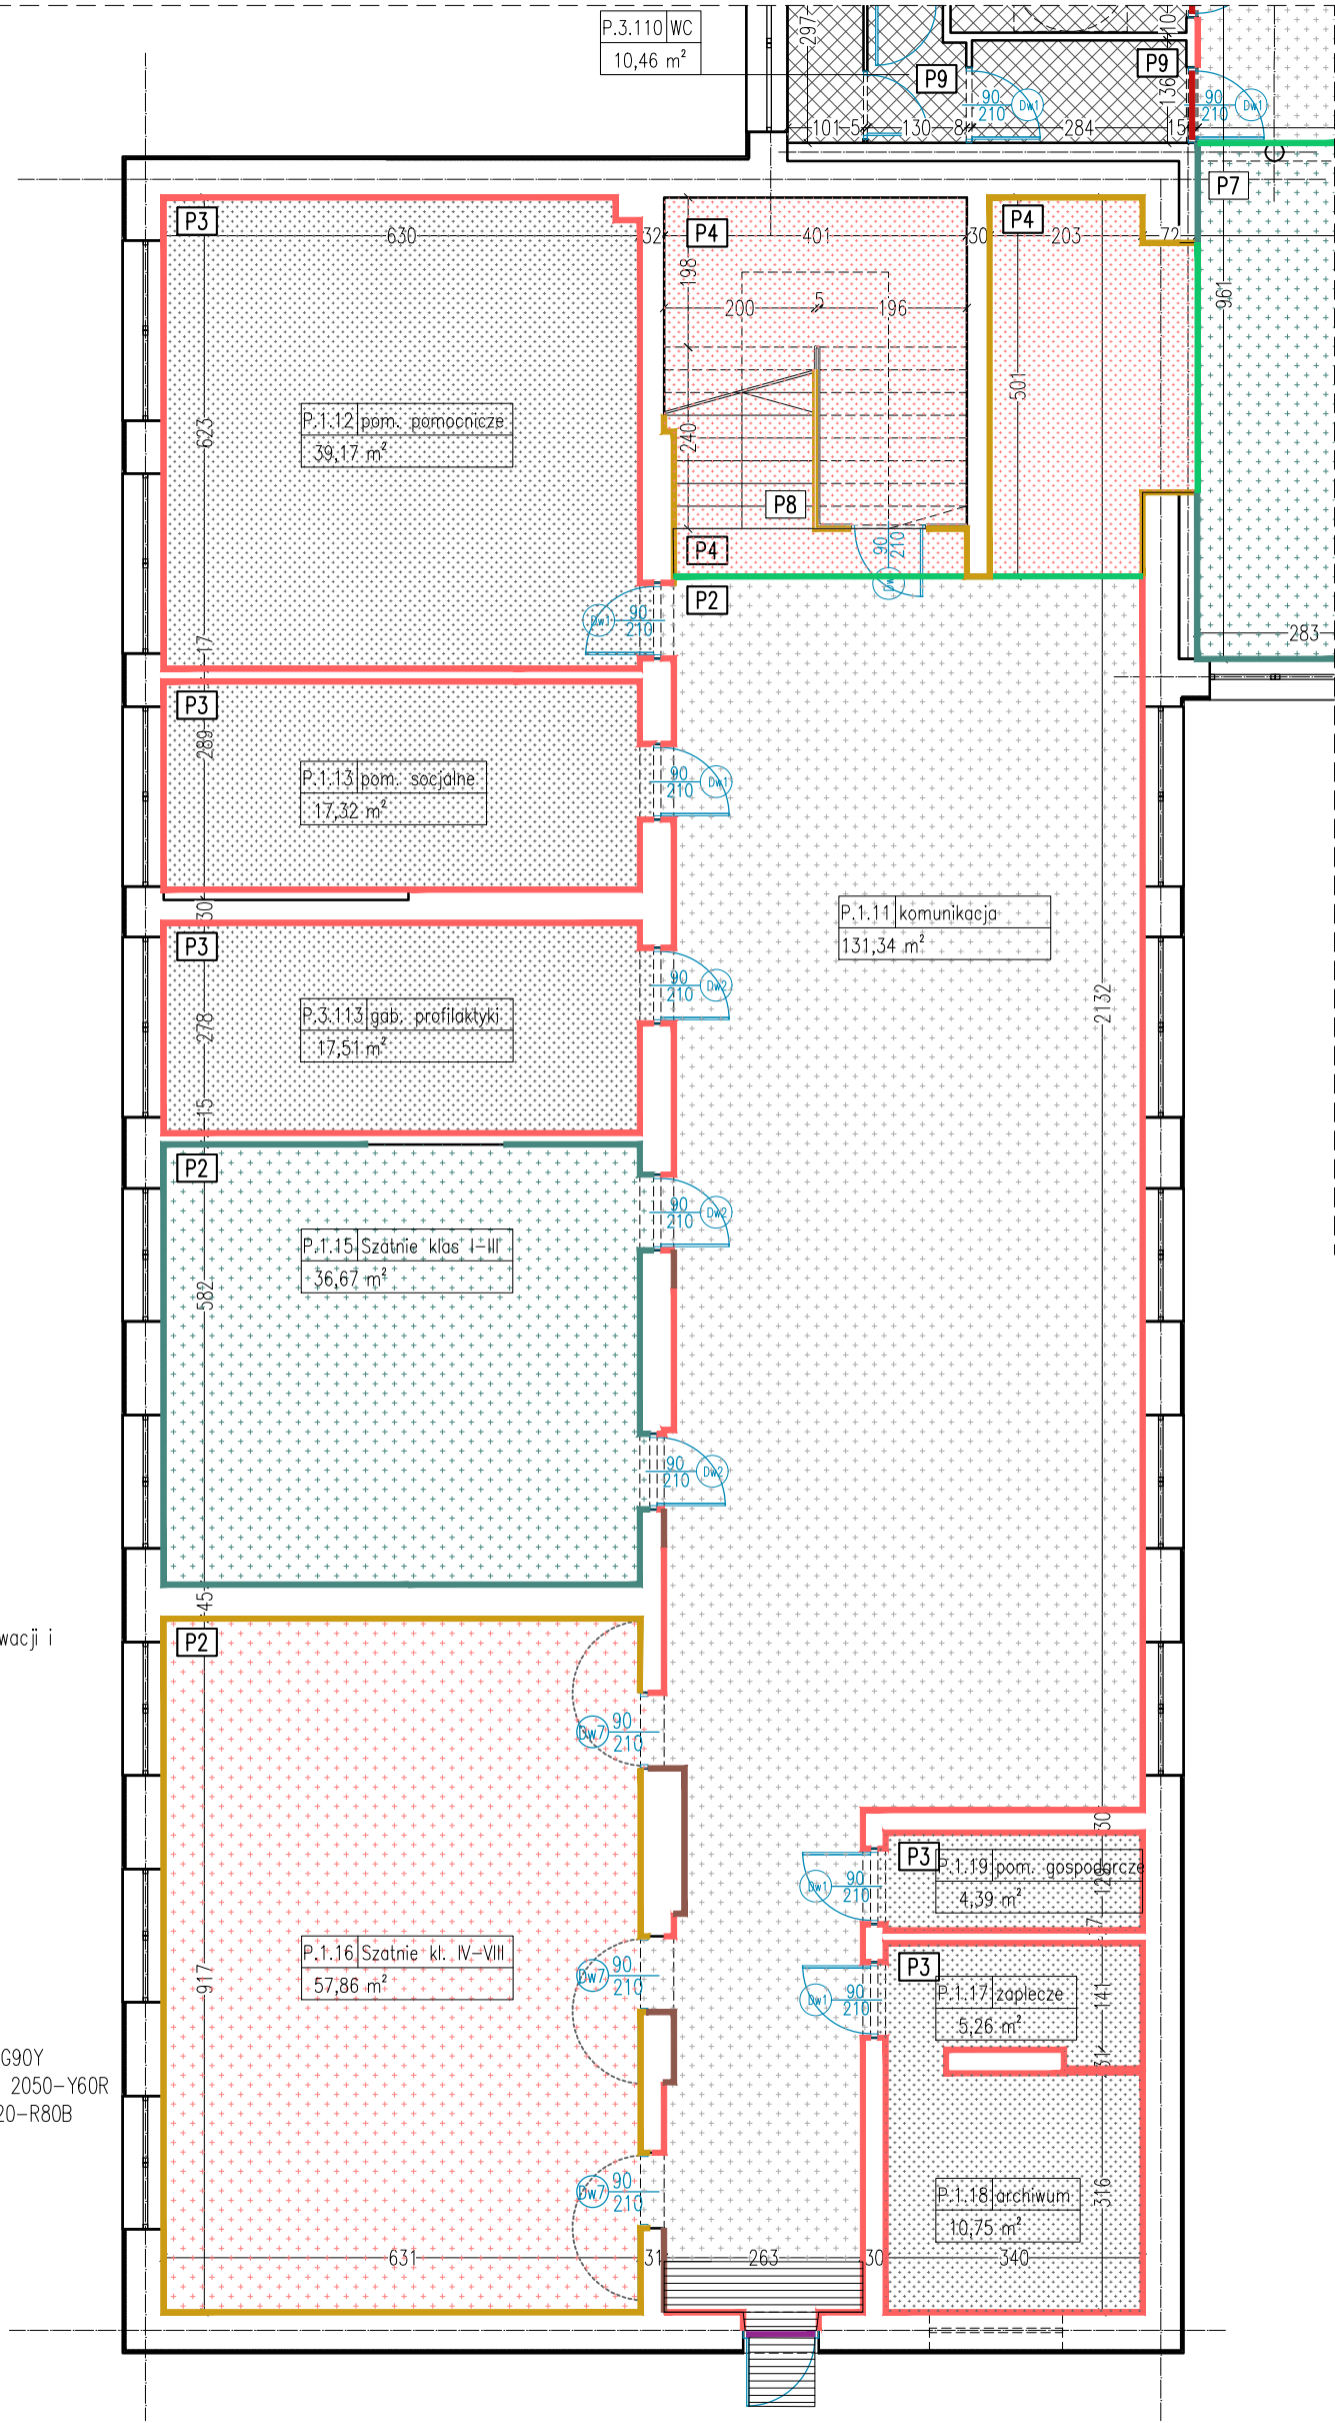 P.3.110 WC
10,46 m²
297
10
P9
P9
136
90
210
Dw1
90
210
Dw1
101 5 130 8 284 15
P7
P3
P4
P4
630 32 401 30 203 72
198
200 5 196
961
501
623
240
P.1.12 pom. pomocnicze
39,17 m²
P8
P4
90
210
P2
Dw1
90
210
283
17
P3
289
90
210
Dw1
P.1.13 pom. socjalne
17,32 m²
30
P.1.11 komunikacja
131,34 m²
P3
90
210
Dw2
2132
P.3.113 gab. profilaktyki
17,51 m²
278
15
P2
90
210
Dw2
P.1.15 Szatnie klas I-III
36,67 m²
582
90
210
Dw2
45
wacji i
P2
Dw7
90
210
30
P3
P.1.19 pom. gospodarcze
4,39 m²
Dw1
90
210
P.1.16 Szatnie kl. IV-VIII
57,86 m²
917
Dw7
90
210
P3
P.1.17 zaplecze
5,26 m²
141
Dw1
90
210
31
G90Y
2050-Y60R
20-R80B
Dw7
90
210
P.1.18 archiwum
10,75 m²
316
631 31 263 30 340